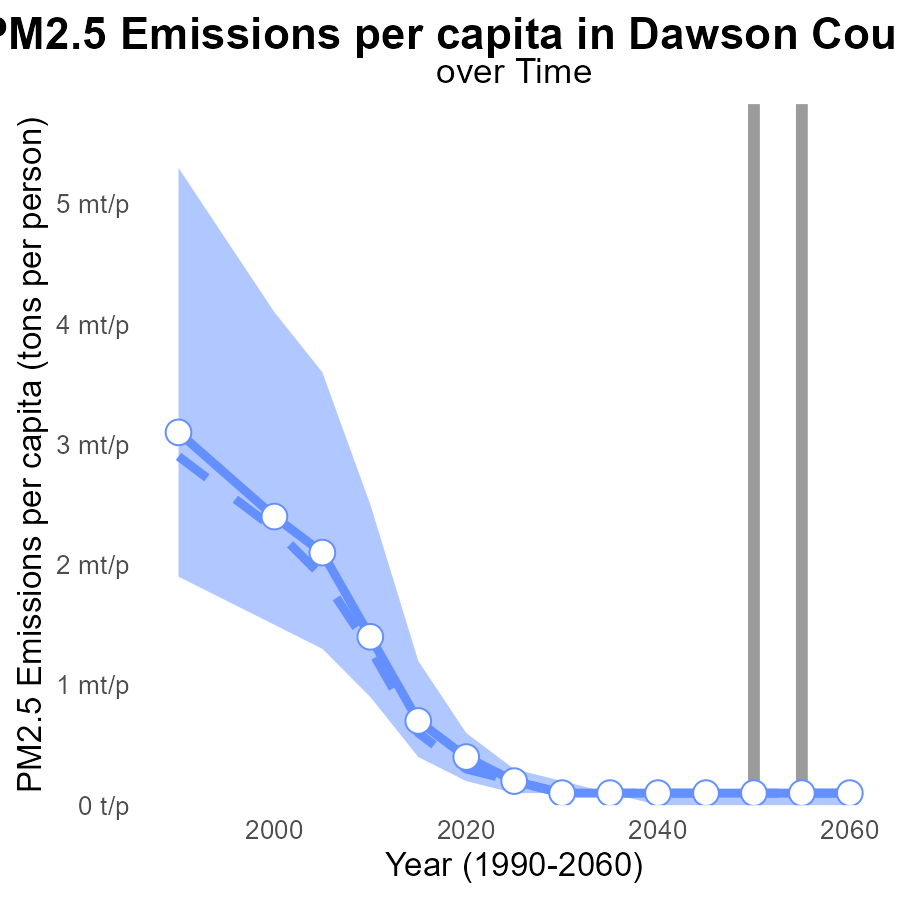 PM2.5 Emissions per capita in Dawson Cou
over Time
PM2.5 Emissions per capita (tons per person)
5 mt/p
4 mt/p
3 mt/p
2 mt/p
1 mt/p
0 t/p
2000 2020 2040 2060
Year (1990-2060)